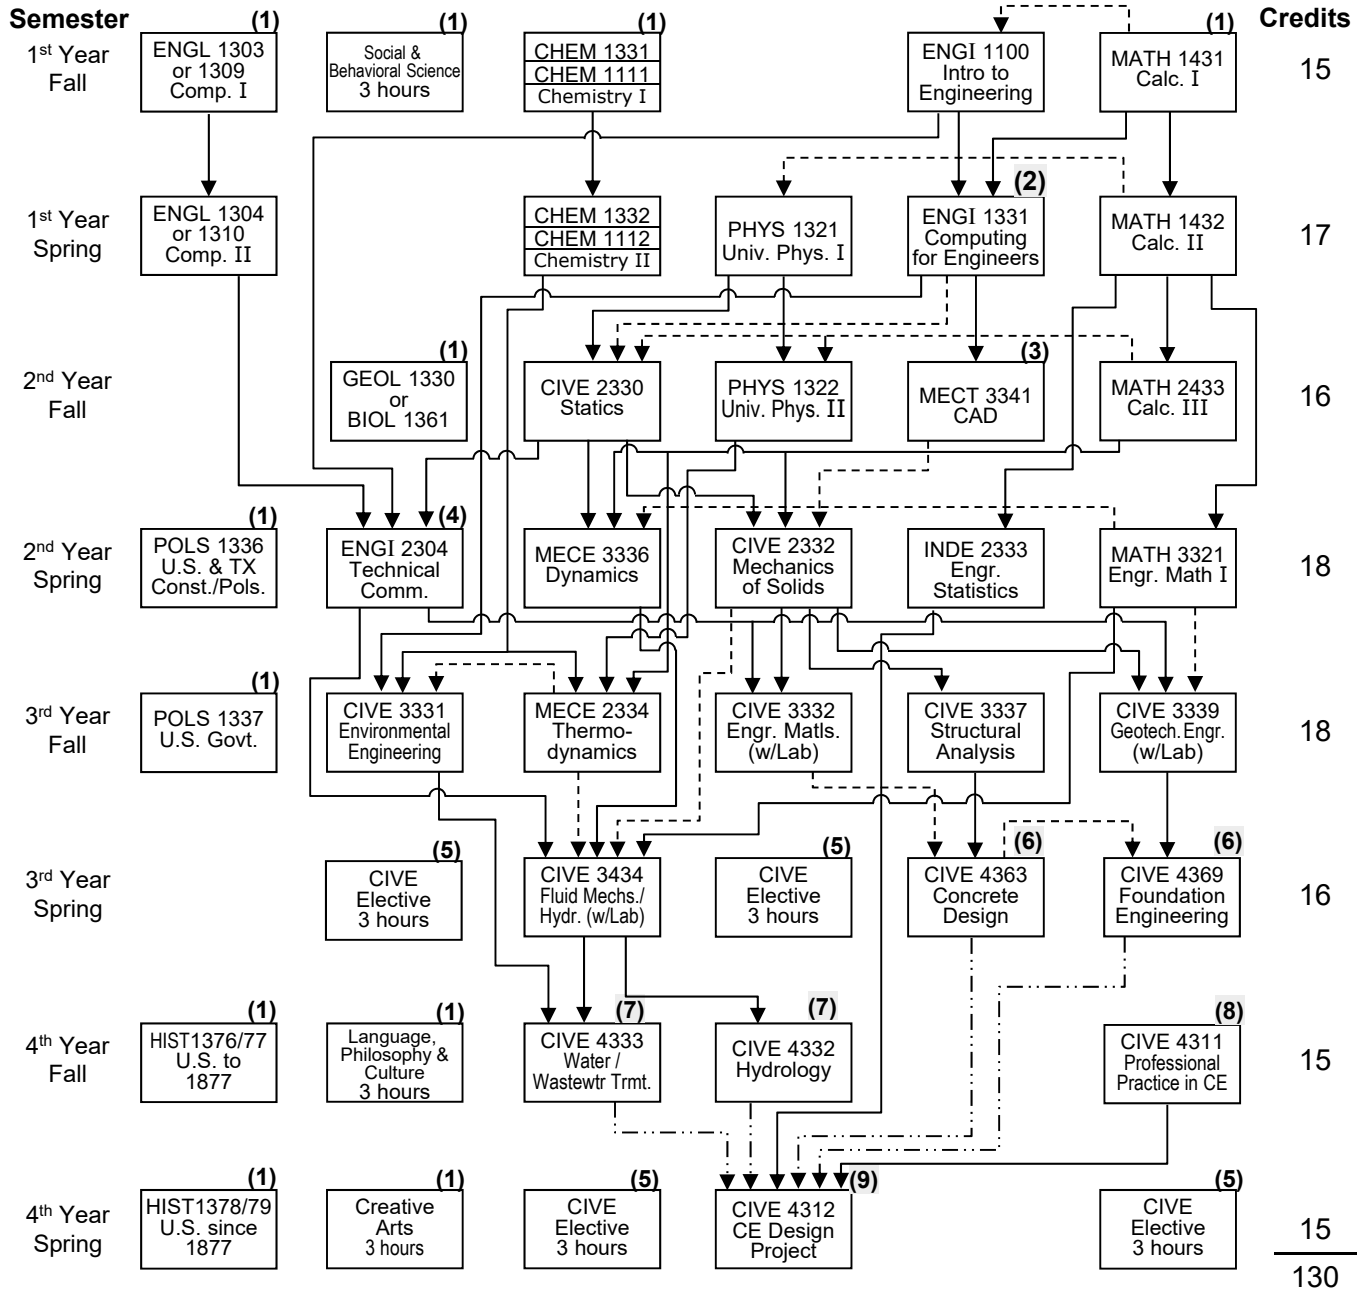 Semester
Credits
1st Year
Fall
(1)
ENGL 1303
or 1309
Comp. I
(1)
Social &
Behavioral Science
3 hours
(1)
CHEM 1331
CHEM 1111
Chemistry I
ENGI 1100
Intro to
Engineering
(1)
MATH 1431
Calc. I
15
1st Year
Spring
ENGL 1304
or 1310
Comp. II
CHEM 1332
CHEM 1112
Chemistry II
PHYS 1321
Univ. Phys. I
(2)
ENGI 1331
Computing
for Engineers
MATH 1432
Calc. II
17
2nd Year
Fall
(1)
GEOL 1330
or
BIOL 1361
CIVE 2330
Statics
PHYS 1322
Univ. Phys. II
(3)
MECT 3341
CAD
MATH 2433
Calc. III
16
2nd Year
Spring
(1)
POLS 1336
U.S. & TX
Const./Pols.
(4)
ENGI 2304
Technical
Comm.
MECE 3336
Dynamics
CIVE 2332
Mechanics
of Solids
INDE 2333
Engr.
Statistics
MATH 3321
Engr. Math I
18
3rd Year
Fall
(1)
POLS 1337
U.S. Govt.
CIVE 3331
Environmental
Engineering
MECE 2334
Thermo-
dynamics
CIVE 3332
Engr. Matls.
(w/Lab)
CIVE 3337
Structural
Analysis
CIVE 3339
Geotech. Engr.
(w/Lab)
18
3rd Year
Spring
(5)
CIVE
Elective
3 hours
CIVE 3434
Fluid Mechs./
Hydr. (w/Lab)
(5)
CIVE
Elective
3 hours
(6)
CIVE 4363
Concrete
Design
(6)
CIVE 4369
Foundation
Engineering
16
4th Year
Fall
(1)
HIST1376/77
U.S. to
1877
(1)
Language,
Philosophy &
Culture
3 hours
(7)
CIVE 4333
Water /
Wastewtr Trmt.
(7)
CIVE 4332
Hydrology
(8)
CIVE 4311
Professional
Practice in CE
15
4th Year
Spring
(1)
HIST1378/79
U.S. since
1877
(1)
Creative
Arts
3 hours
(5)
CIVE
Elective
3 hours
(9)
CIVE 4312
CE Design
Project
(5)
CIVE
Elective
3 hours
15
130